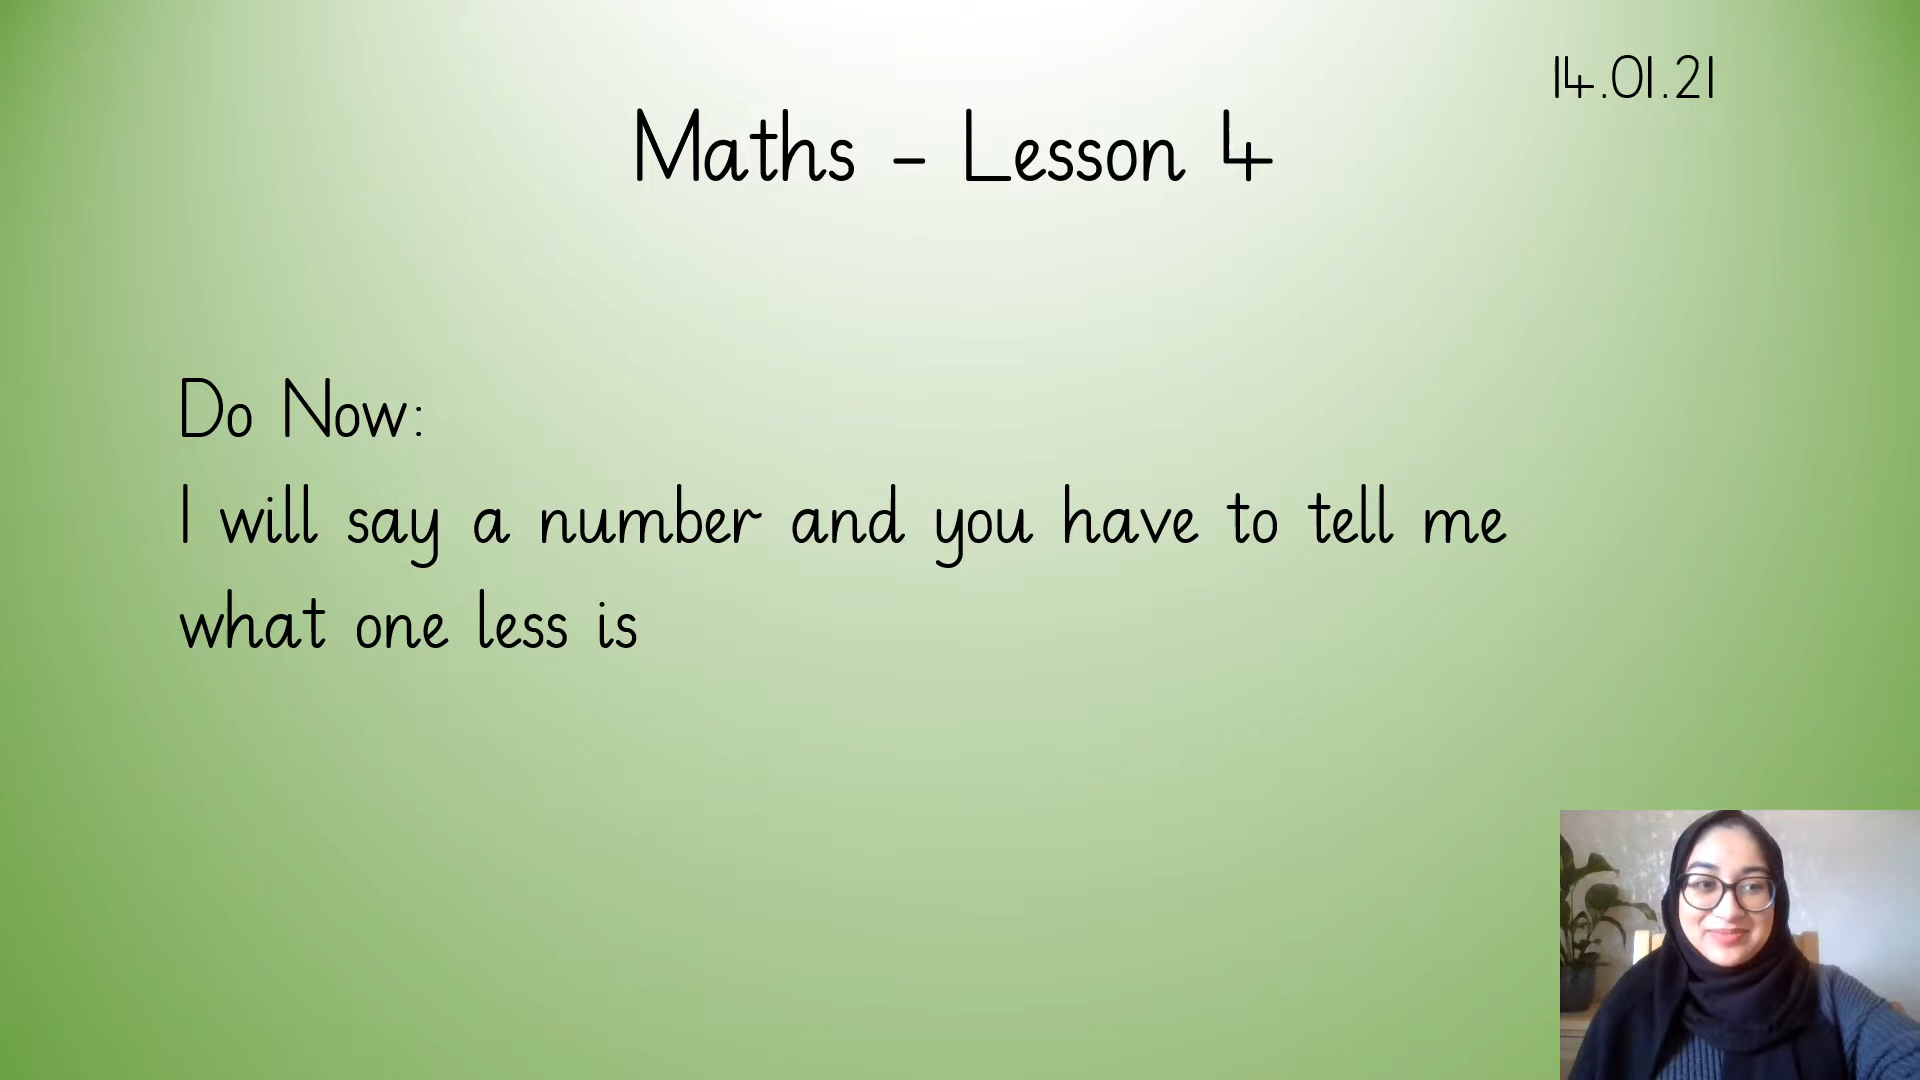 14.01.21
Maths – Lesson 4
Do Now:
I will say a number and you have to tell me
what one less is